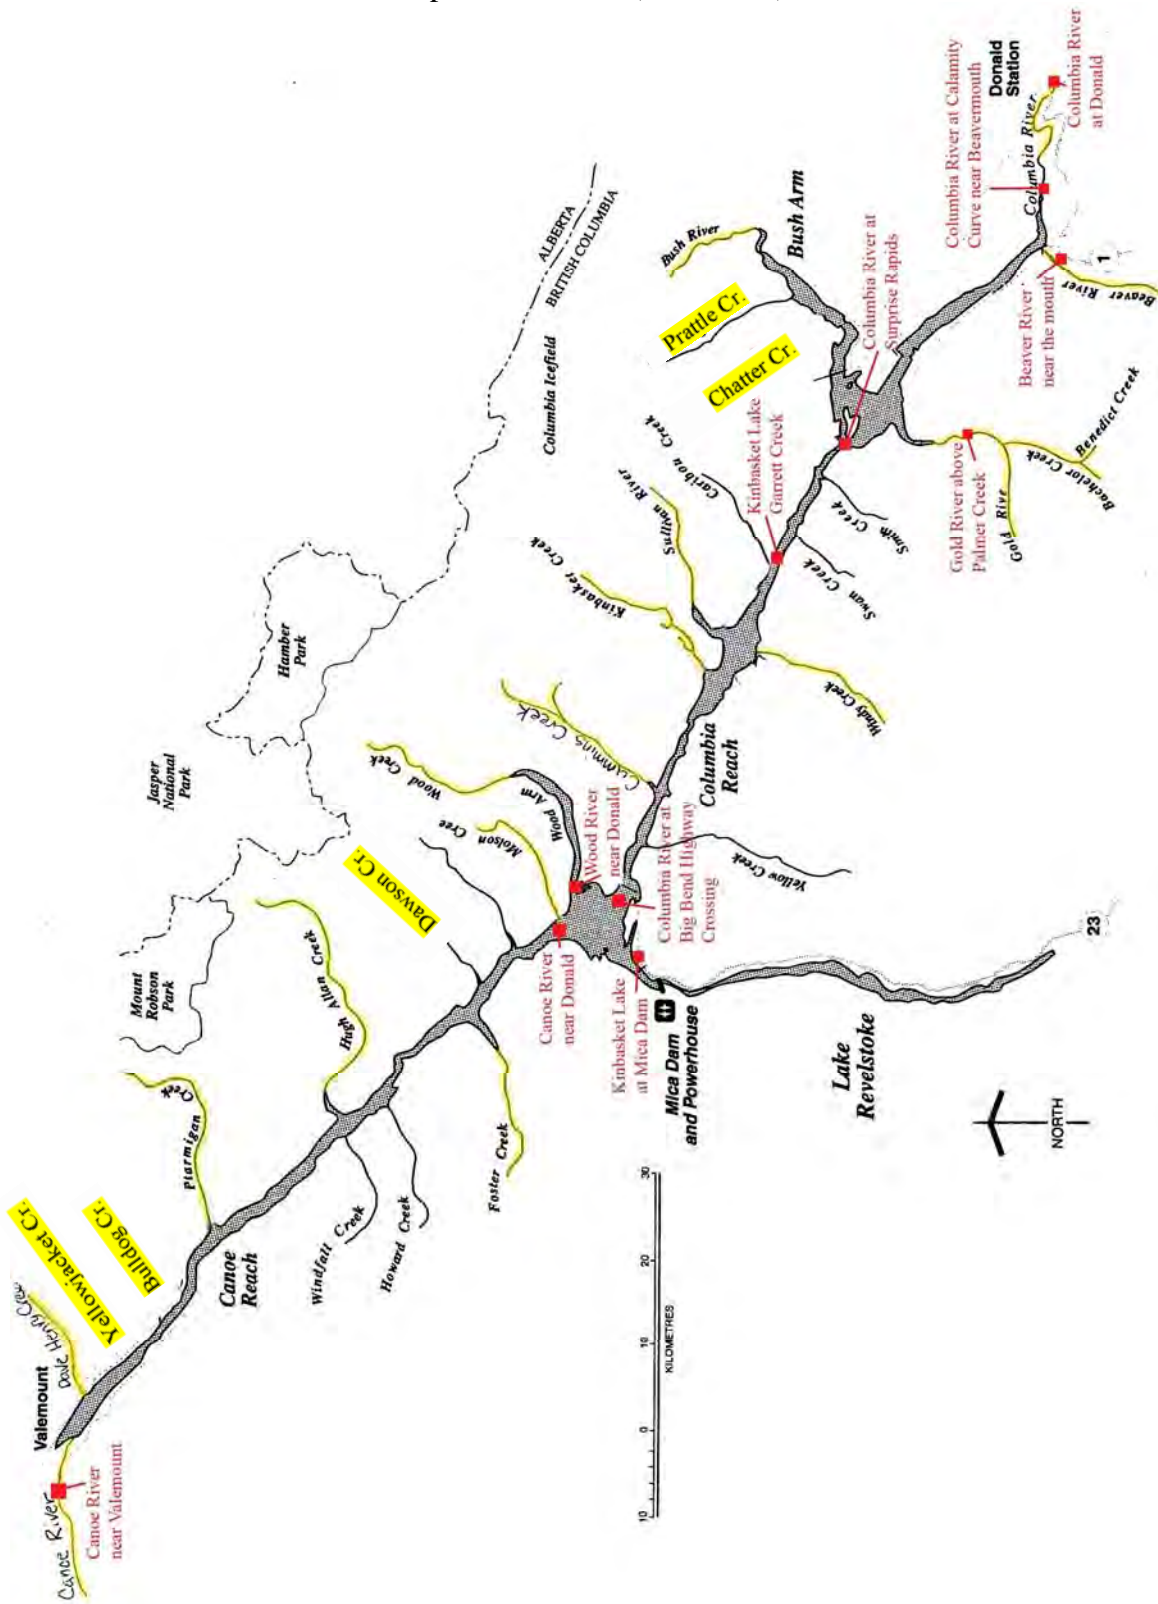 Canoe River
Canoe River
near Valemount
Valemount
Dave Henry Cree
Yellowjacket Cr.
Bulldog Cr.
Ptarmigan
Creek
Canoe
Reach
Windfall Creek
Howard Creek
Hugh Allan Creek
Mount
Robson
Park
Jasper
National
Park
Hamber
Park
Dawson Cr.
Foster Creek
Molson Cree
Wood Creek
Wood Arm
Canoe River
near Donald
Wood River
near Donald
Columbia River at
Big Bend Highway
Crossing
Kinbasket Lake
at Mica Dam
Mica Dam
and Powerhouse
Lake
Revelstoke
23
Yellow Creek
Cummins Creek
Columbia
Reach
Kinbasket Creek
Sullivan River
Windy Creek
Caribou Creek
Swan Creek
Smith Creek
Kinbasket Lake
Garrett Creek
Columbia Icefield
ALBERTA
BRITISH COLUMBIA
Prattle Cr.
Chatter Cr.
Bush River
Bush Arm
Columbia River at
Surprise Rapids
Gold River above
Palmer Creek
Gold Rive
Bachelor Creek
Benedict Creek
Beaver River
near the mouth
Beaver River
1
Columbia River at Calamity
Curve near Beavermouth
Columbia River
Donald
Station
Columbia River
at Donald
10 0 10 20 30
KILOMETRES
NORTH